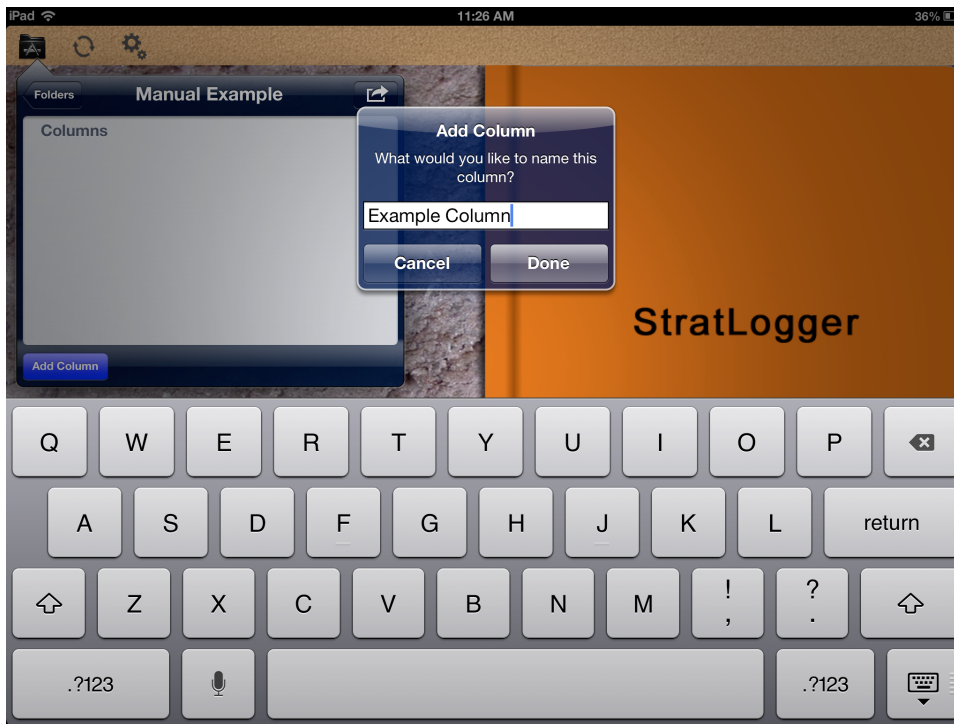 iPad 11:26 AM 36%
Folders Manual Example
Columns
Add Column
What would you like to name this
column?
Example Column
Cancel Done
StratLogger
Add Column
Q W E R T Y U I O P
A S D F G H J K L return
Z X C V B N M ! , ? .
.?123 .?123